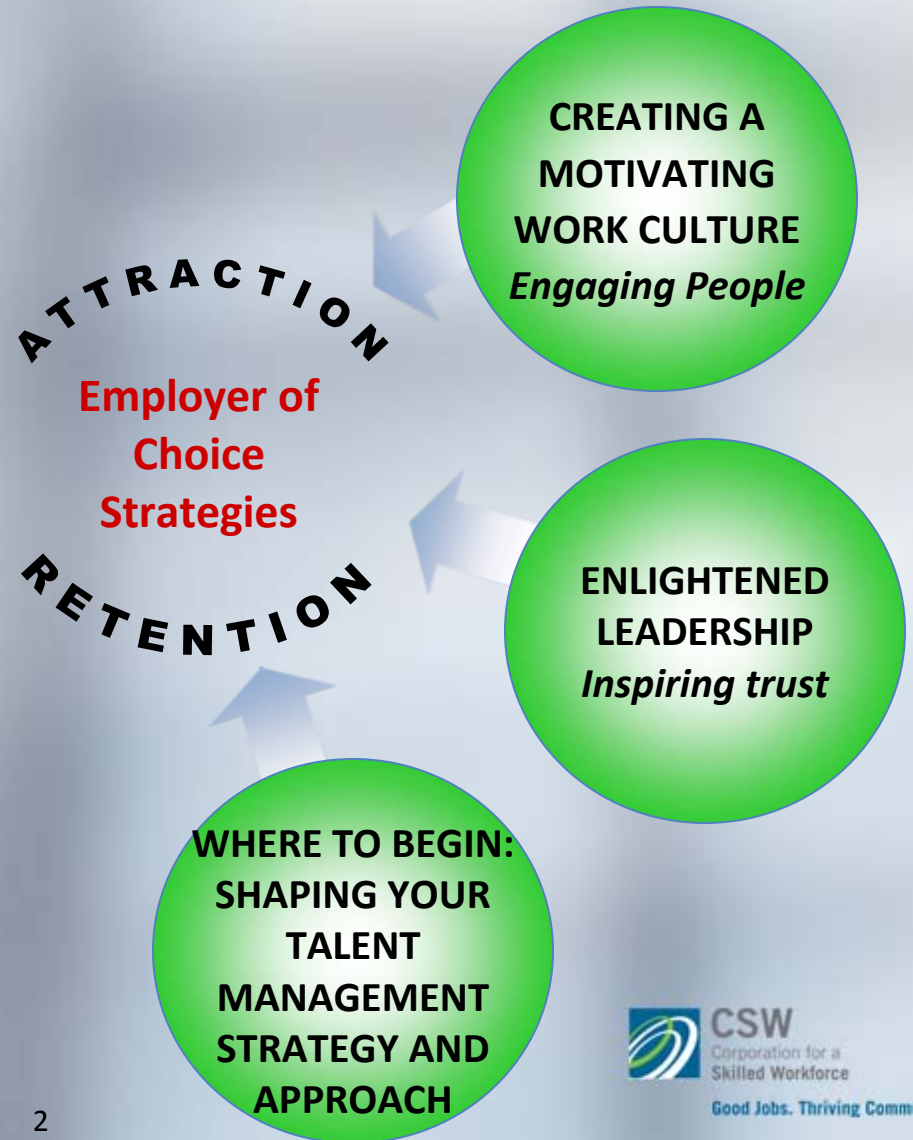 CREATING A
MOTIVATING
WORK CULTURE
Engaging People
ATTRACTION
Employer of
Choice
Strategies
RETENTION
ENLIGHTENED
LEADERSHIP
Inspiring trust
WHERE TO BEGIN:
SHAPING YOUR
TALENT
MANAGEMENT
STRATEGY AND
APPROACH
CSW
Corporation for a
Skilled Workforce
Good Jobs. Thriving
2